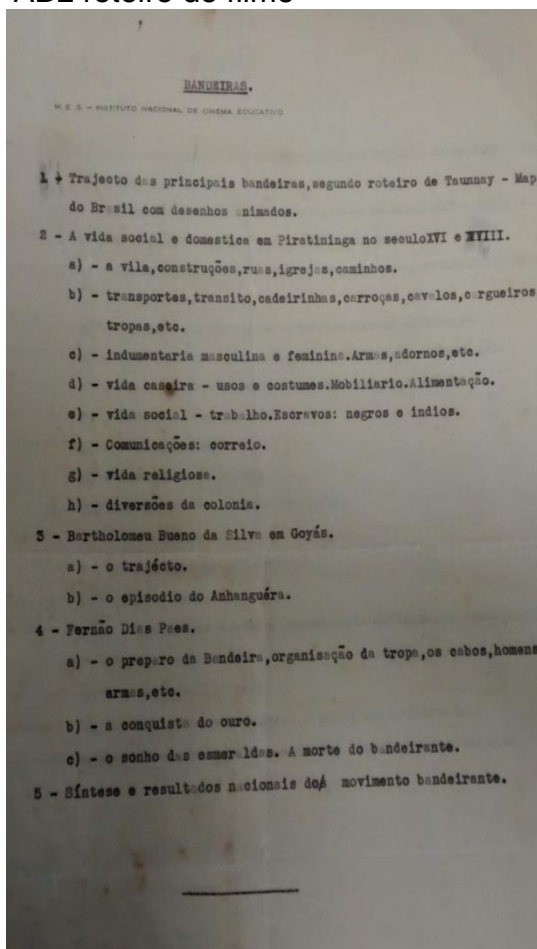 ABL roteiro do filme
BANDEIRAS.
M. E. S. - INSTITUTO NACIONAL DE CINEMA EDUCATIVO
1 - Trajecto das principais bandeiras,segundo roteiro de Taunnay - Map
do Brasil com desenhos animados.
2 - A vida social e domestica em Piratininga no seculoXVI e XVIII.
a) - a vila,construções,ruas,igrejas,caminhos.
b) - transportes,transito,cadeirinhas,carroças,cavalos,cargueiros
tropas,etc.
c) - indumentaria masculina e feminina.Armas,adornos,etc.
d) - vida caseira - usos e costumes.Mobiliario.Alimentação.
e) - vida social - trabalho.Escravos: negros e indios.
f) - Comunicações: correio.
g) - vida religiosa.
h) - diversões da colonia.
3 - Bartholomeu Bueno da Silva em Goyás.
a) - o trajécto.
b) - o episodio do Anhanguéra.
4 - Fernão Dias Paes.
a) - o preparo da Bandeira,organisação da tropa,os cabos,homens
armas,etc.
b) - a conquista do ouro.
c) - o sonho das esmeraldas. A morte do bandeirante.
5 - Síntese e resultados nacionais do movimento bandeirante.